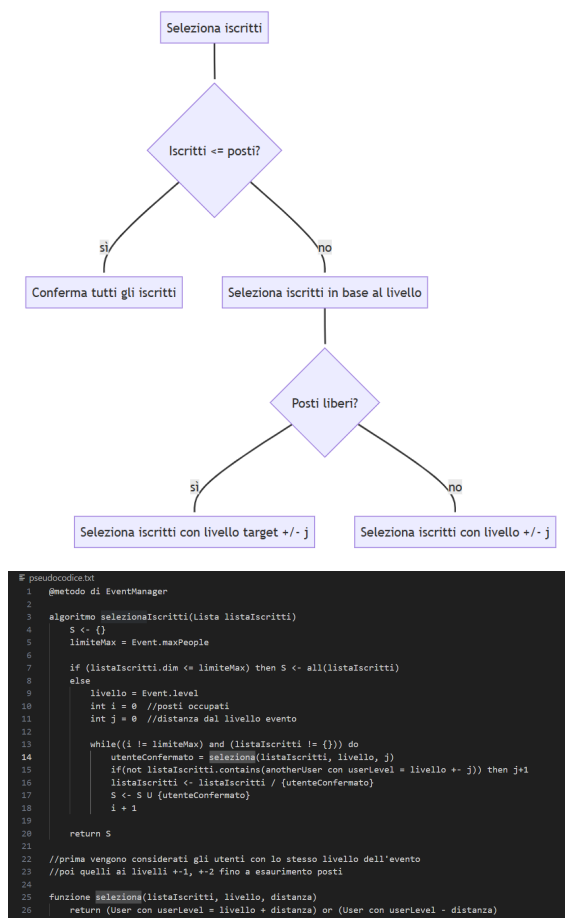 Seleziona iscritti
Iscritti <= posti?
sì
no
Conferma tutti gli iscritti
Seleziona iscritti in base al livello
Posti liberi?
sì
no
Seleziona iscritti con livello target +/- j
Seleziona iscritti con livello +/- j
pseudocodice.txt
1 @metodo di EventManager
2
3 algoritmo selezionaIscritti(Lista listaIscritti)
4 S <- {}
5 limiteMax = Event.maxPeople
6
7 if (listaIscritti.dim <= limiteMax) then S <- all(listaIscritti)
8 else
9 livello = Event.level
10 int i = 0 //posti occupati
11 int j = 0 //distanza dal livello evento
12
13 while((i != limiteMax) and (listaIscritti != {})) do
14 utenteConfermato = seleziona(listaIscritti, livello, j)
15 if(not listaIscritti.contains(anotherUser con userLevel = livello +- j)) then j+1
16 listaIscritti <- listaIscritti / {utenteConfermato}
17 S <- S U {utenteConfermato}
18 i + 1
19
20 return S
21
22 //prima vengono considerati gli utenti con lo stesso livello dell'evento
23 //poi quelli ai livelli +-1, +-2 fino a esaurimento posti
24
25 funzione seleziona(listaIscritti, livello, distanza)
26 return (User con userLevel = livello + distanza) or (User con userLevel - distanza)